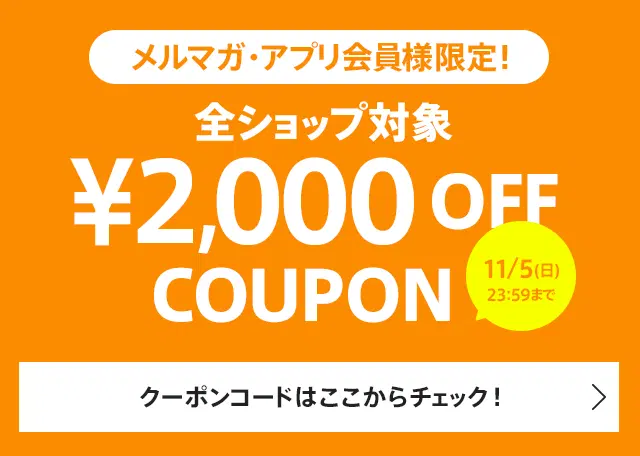 メルマガ・アプリ会員様限定!
全ショップ対象
¥2,000 OFF
COUPON
11/5(日)
23:59まで
クーポンコードはここからチェック!